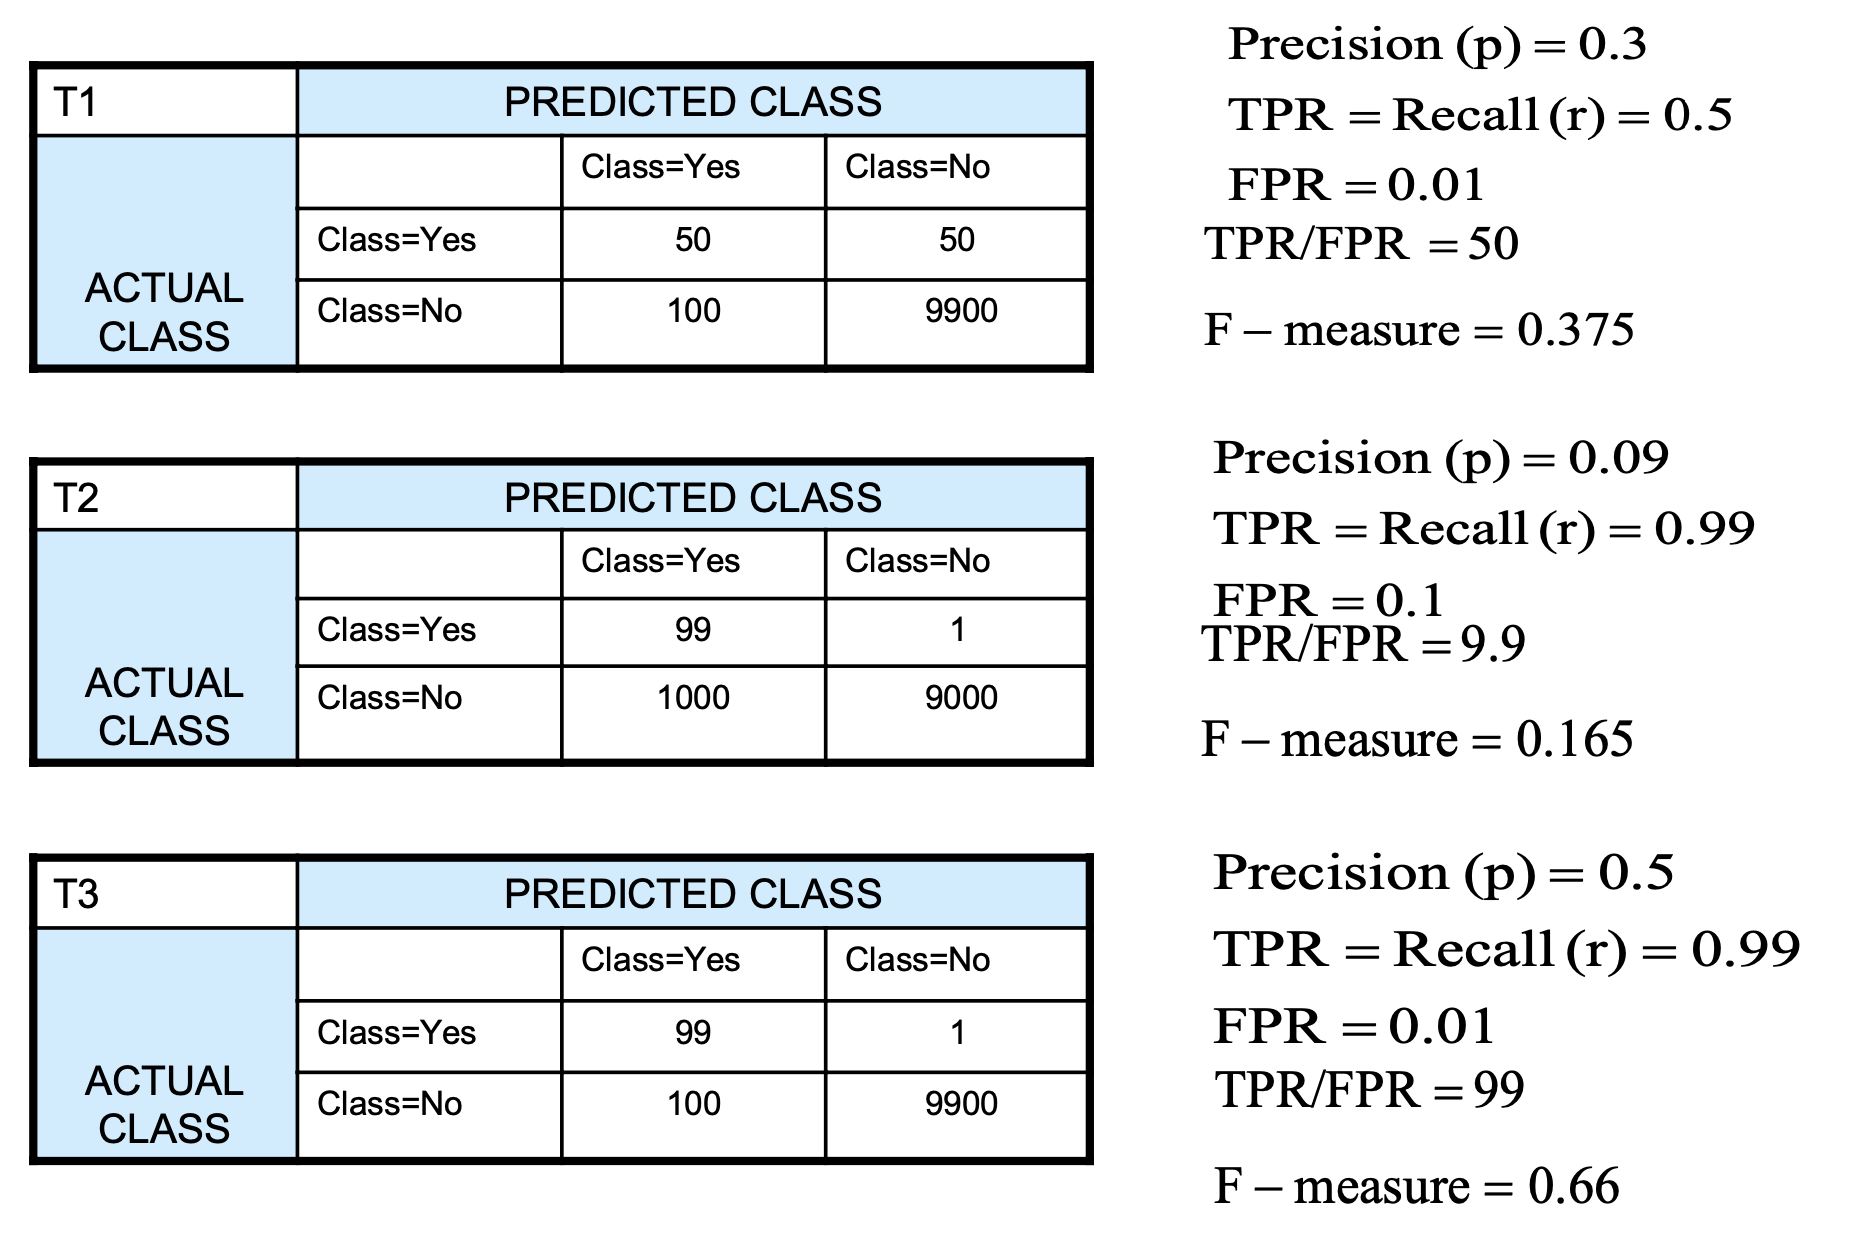 T1 PREDICTED CLASS
Class=Yes Class=No
ACTUAL CLASS
Class=Yes 50 50
Class=No 100 9900
Precision (p) = 0.3
TPR = Recall (r) = 0.5
FPR = 0.01
TPR/FPR = 50
F – measure = 0.375
T2 PREDICTED CLASS
Class=Yes Class=No
ACTUAL CLASS
Class=Yes 99 1
Class=No 1000 9000
Precision (p) = 0.09
TPR = Recall (r) = 0.99
FPR = 0.1
TPR/FPR = 9.9
F – measure = 0.165
T3 PREDICTED CLASS
Class=Yes Class=No
ACTUAL CLASS
Class=Yes 99 1
Class=No 100 9900
Precision (p) = 0.5
TPR = Recall (r) = 0.99
FPR = 0.01
TPR/FPR = 99
F – measure = 0.66